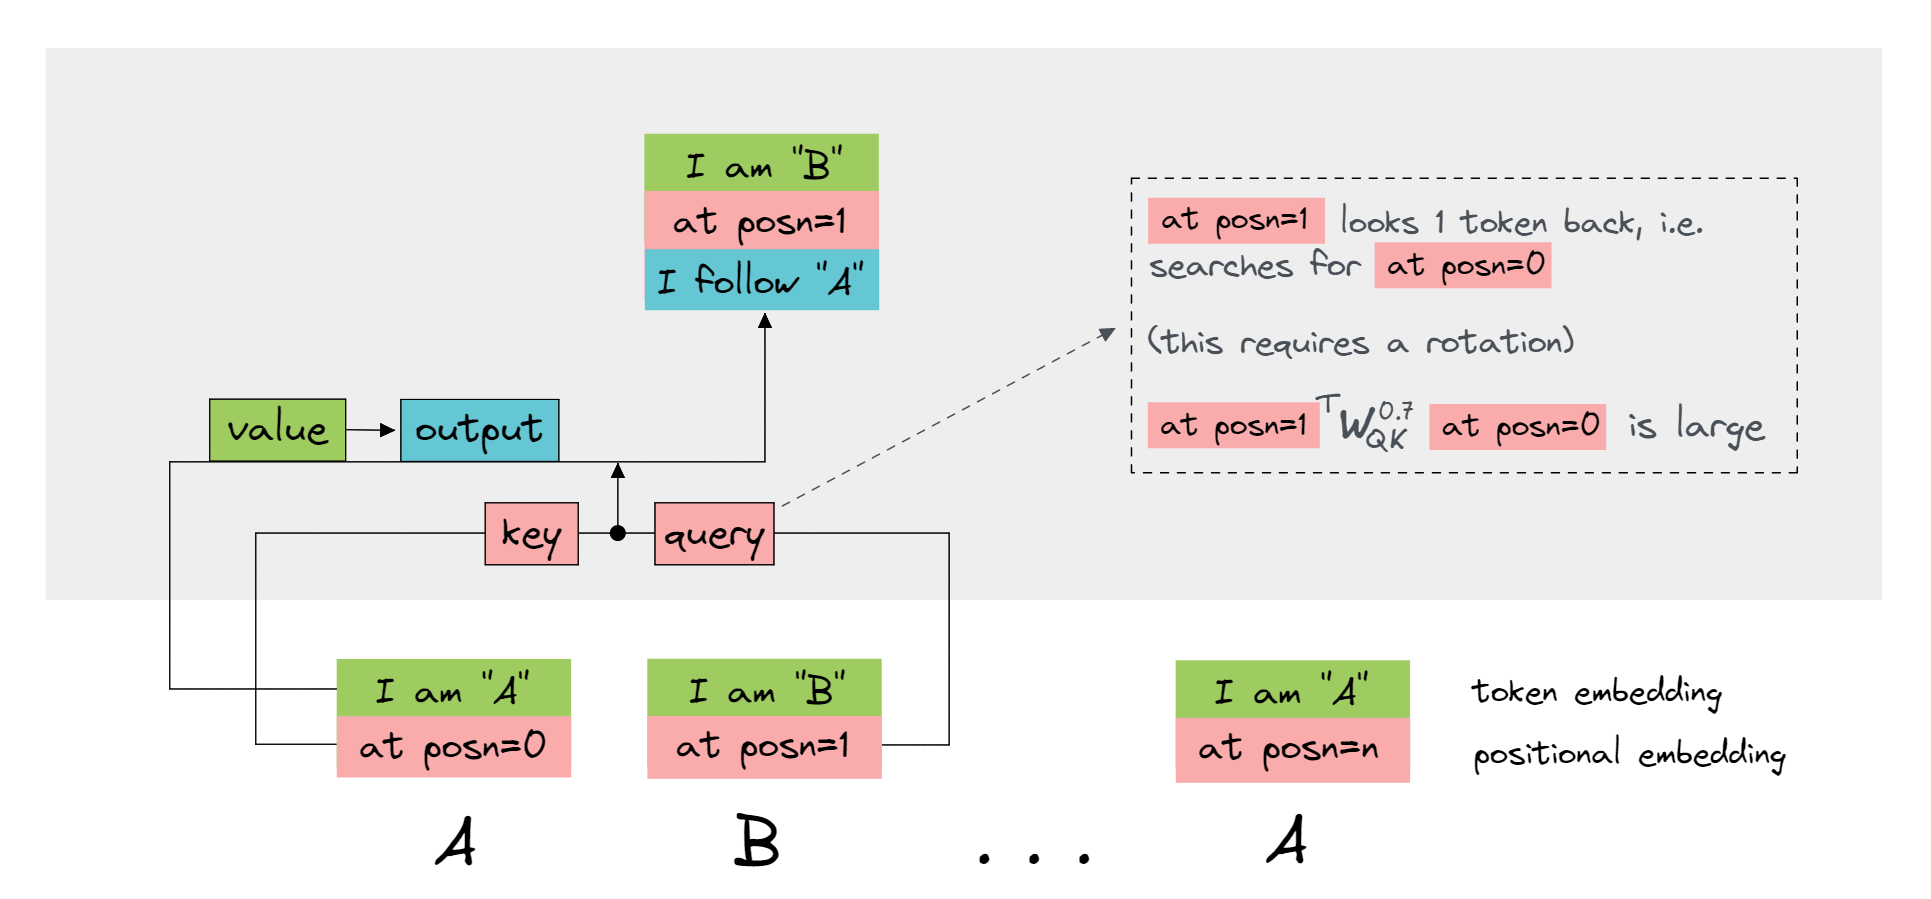 I am "B"
at posn=1
I follow "A"
at posn=1 looks 1 token back, i.e.
searches for at posn=0
(this requires a rotation)
at posn=1 ᵀ W_QK^0.7 at posn=0 is large
value
output
key
query
I am "A"
at posn=0
I am "B"
at posn=1
I am "A"
at posn=n
token embedding
positional embedding
A B . . . A